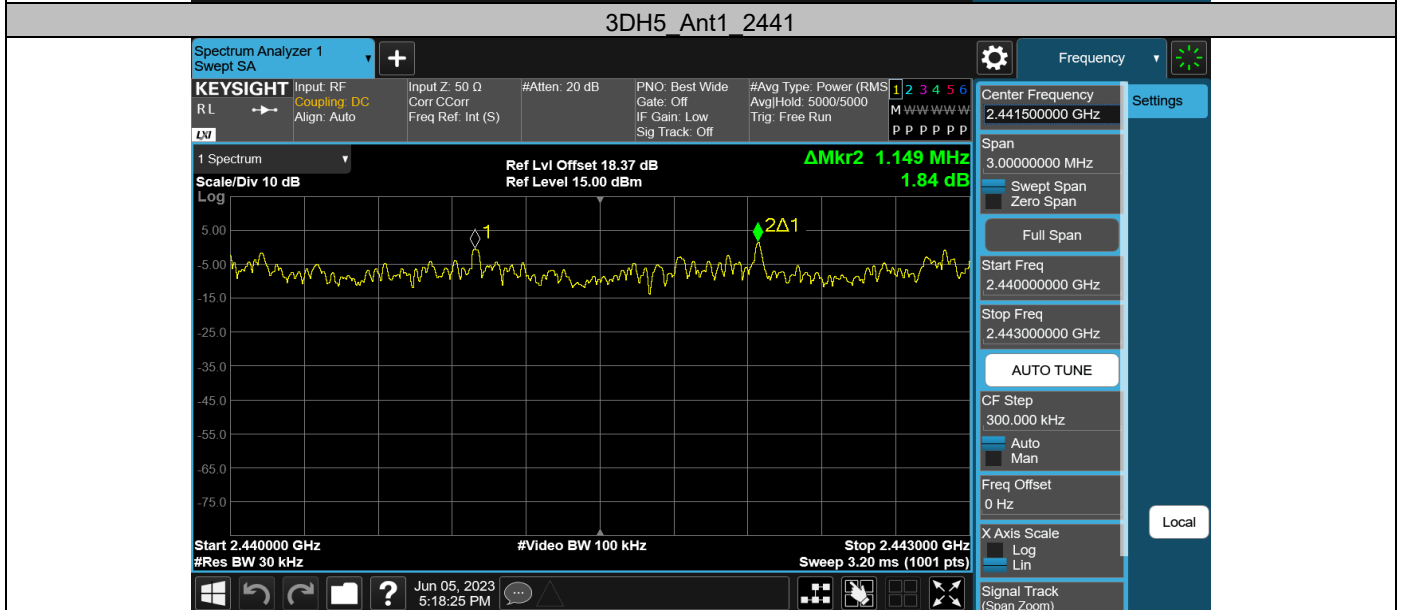 3DH5_Ant1_2441
Spectrum Analyzer 1
Swept SA
Frequency
KEYSIGHT
RL
LXI
Input: RF
Coupling: DC
Align: Auto
Input Z: 50 Ω
Corr CCorr
Freq Ref: Int (S)
#Atten: 20 dB
PNO: Best Wide
Gate: Off
IF Gain: Low
Sig Track: Off
#Avg Type: Power (RMS
Avg|Hold: 5000/5000
Trig: Free Run
1 2 3 4 5 6
M W W W W W
P P P P P P
1 Spectrum
Scale/Div 10 dB
Ref Lvl Offset 18.37 dB
Ref Level 15.00 dBm
ΔMkr2 1.149 MHz
1.84 dB
Log
5.00
-5.00
-15.0
-25.0
-35.0
-45.0
-55.0
-65.0
-75.0
1
2Δ1
Start 2.440000 GHz
#Res BW 30 kHz
#Video BW 100 kHz
Stop 2.443000 GHz
Sweep 3.20 ms (1001 pts)
Jun 05, 2023
5:18:25 PM
Center Frequency
2.441500000 GHz
Settings
Span
3.00000000 MHz
Swept Span
Zero Span
Full Span
Start Freq
2.440000000 GHz
Stop Freq
2.443000000 GHz
AUTO TUNE
CF Step
300.000 kHz
Auto
Man
Freq Offset
0 Hz
X Axis Scale
Log
Lin
Local
Signal Track
(Span Zoom)